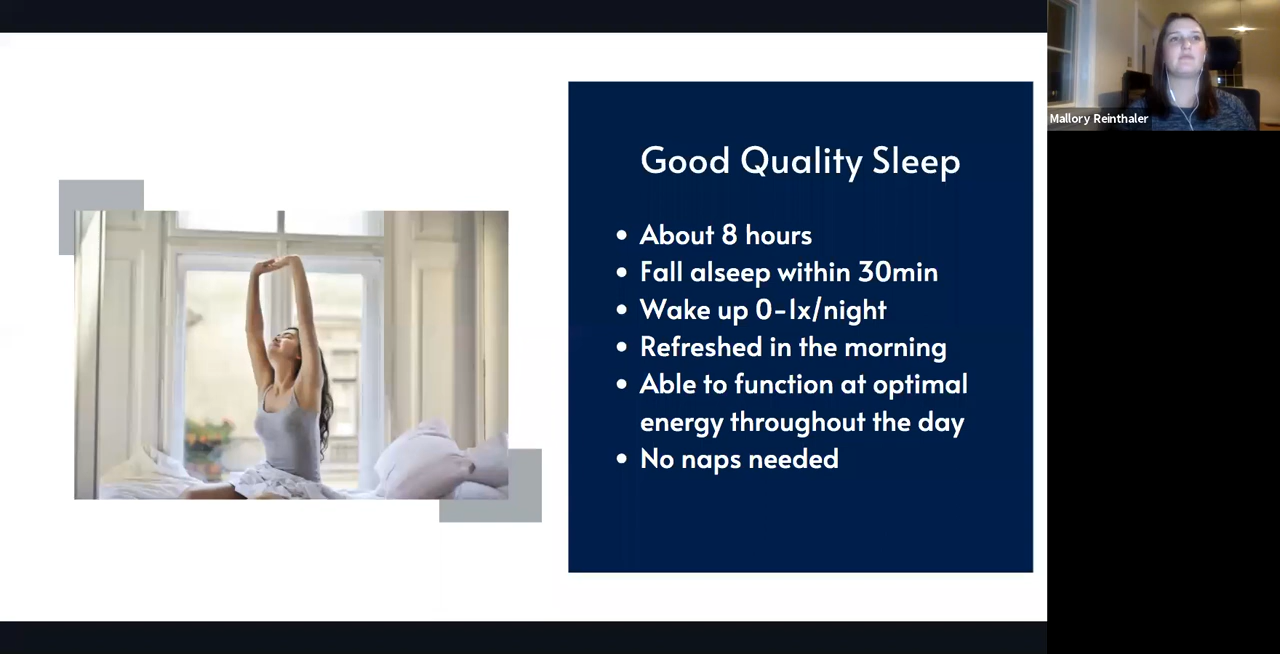 Good Quality Sleep
• About 8 hours
• Fall alseep within 30min
• Wake up 0-1x/night
• Refreshed in the morning
• Able to function at optimal
energy throughout the day
• No naps needed
Mallory Reinthaler